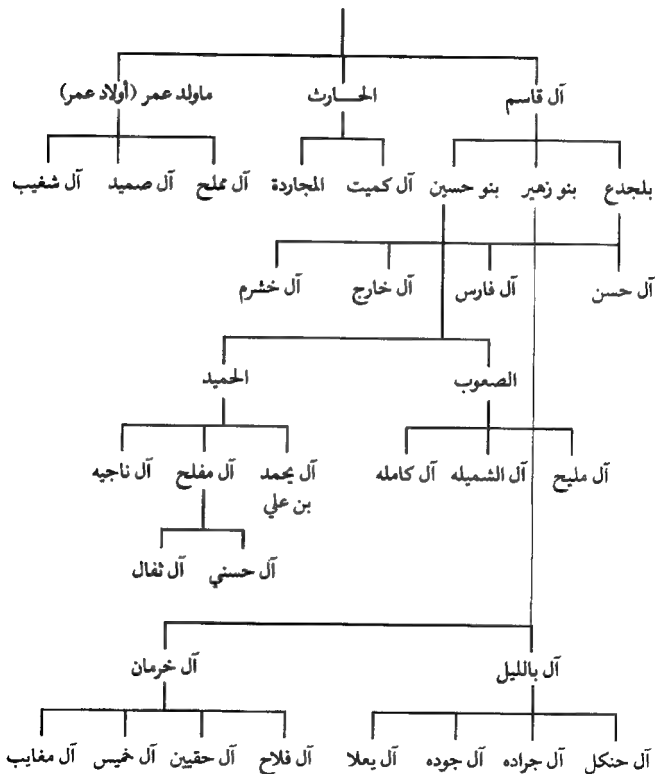 آل قاسم
الحارث
ماولد عمر (أولاد عمر)
بلجدع
بنو زهير
بنو حسين
آل كميت
المجاردة
آل مملح
آل صميد
آل شغيب
آل حسن
آل فارس
آل خارج
آل خشرم
الصعوب
الحميد
آل مليح
آل الشميله
آل كامله
آل يحمد
بن علي
آل مفلح
آل ناجيه
آل حسني
آل ثفال
آل بالليل
آل خرمان
آل حنكل
آل جراده
آل جوده
آل يعلا
آل فلاح
آل حقيين
آل خميس
آل مغايب